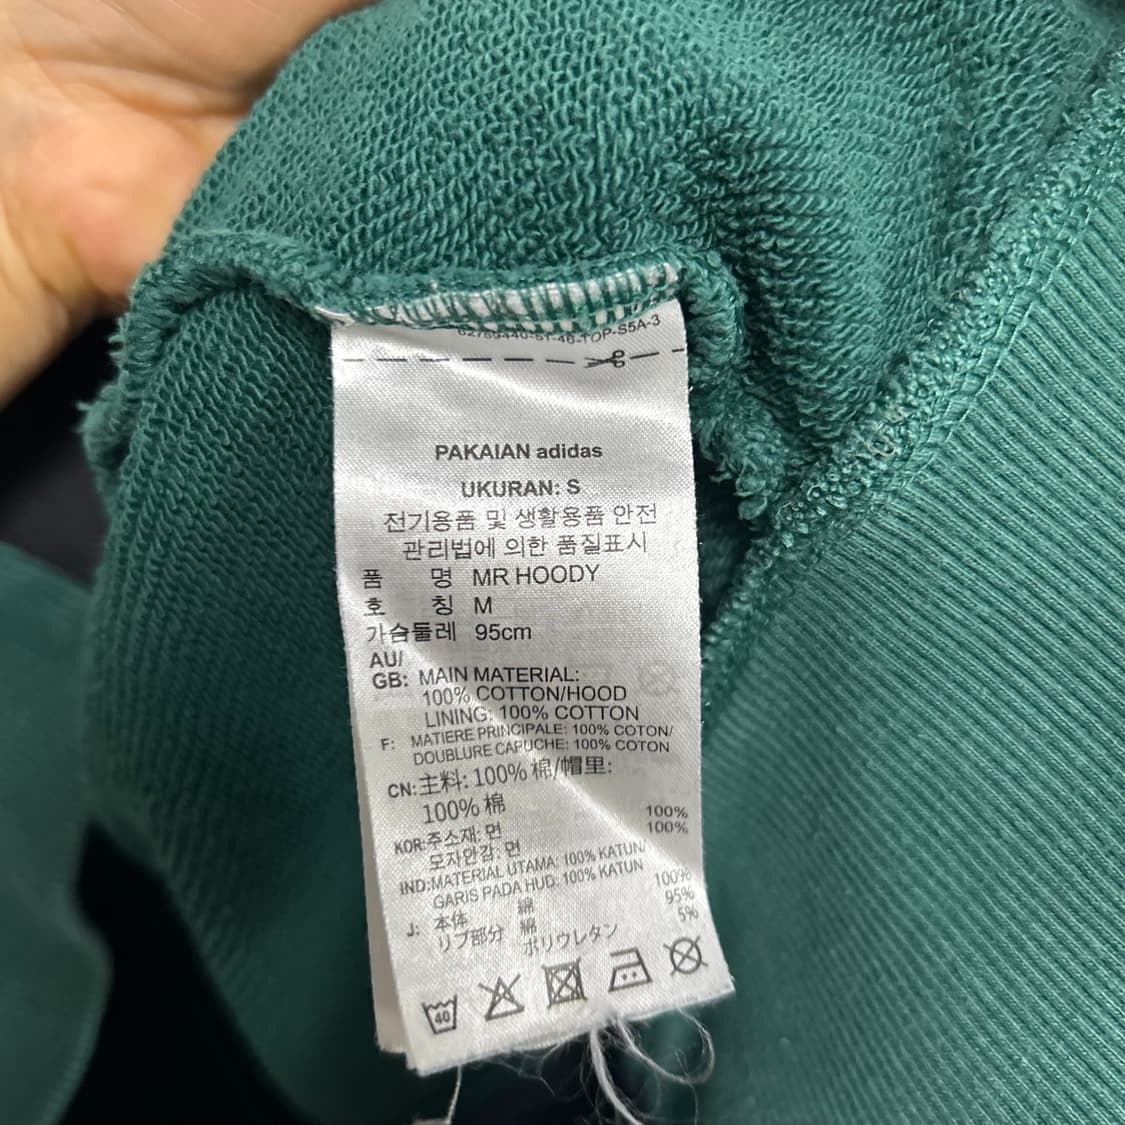 TOP-S5A-3
PAKAIAN adidas
UKURAN: S
전기용품 및 생활용품 안전
관리법에 의한 품질표시
품 명 MR HOODY
호 칭 M
가슴둘레 95cm
AU/
GB: MAIN MATERIAL:
100% COTTON/HOOD
LINING: 100% COTTON
F: MATIERE PRINCIPALE: 100% COTON/
DOUBLURE CAPUCHE: 100% COTON
CN:主料: 100% 棉/帽里:
100% 棉
KOR:주소재: 면 100%
모자안감: 면 100%
IND:MATERIAL UTAMA: 100% KATUN/
GARIS PADA HUD: 100% KATUN
J: 本体 綿 100%
リブ部分 綿 95%
ポリウレタン 5%
40